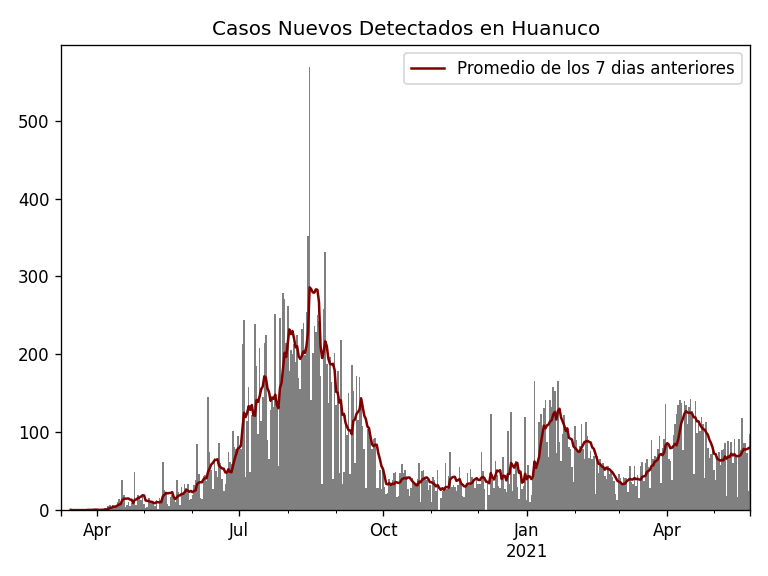 Casos Nuevos Detectados en Huanuco
Promedio de los 7 dias anteriores
500
400
300
200
100
0
Apr
Jul
Oct
Jan
2021
Apr